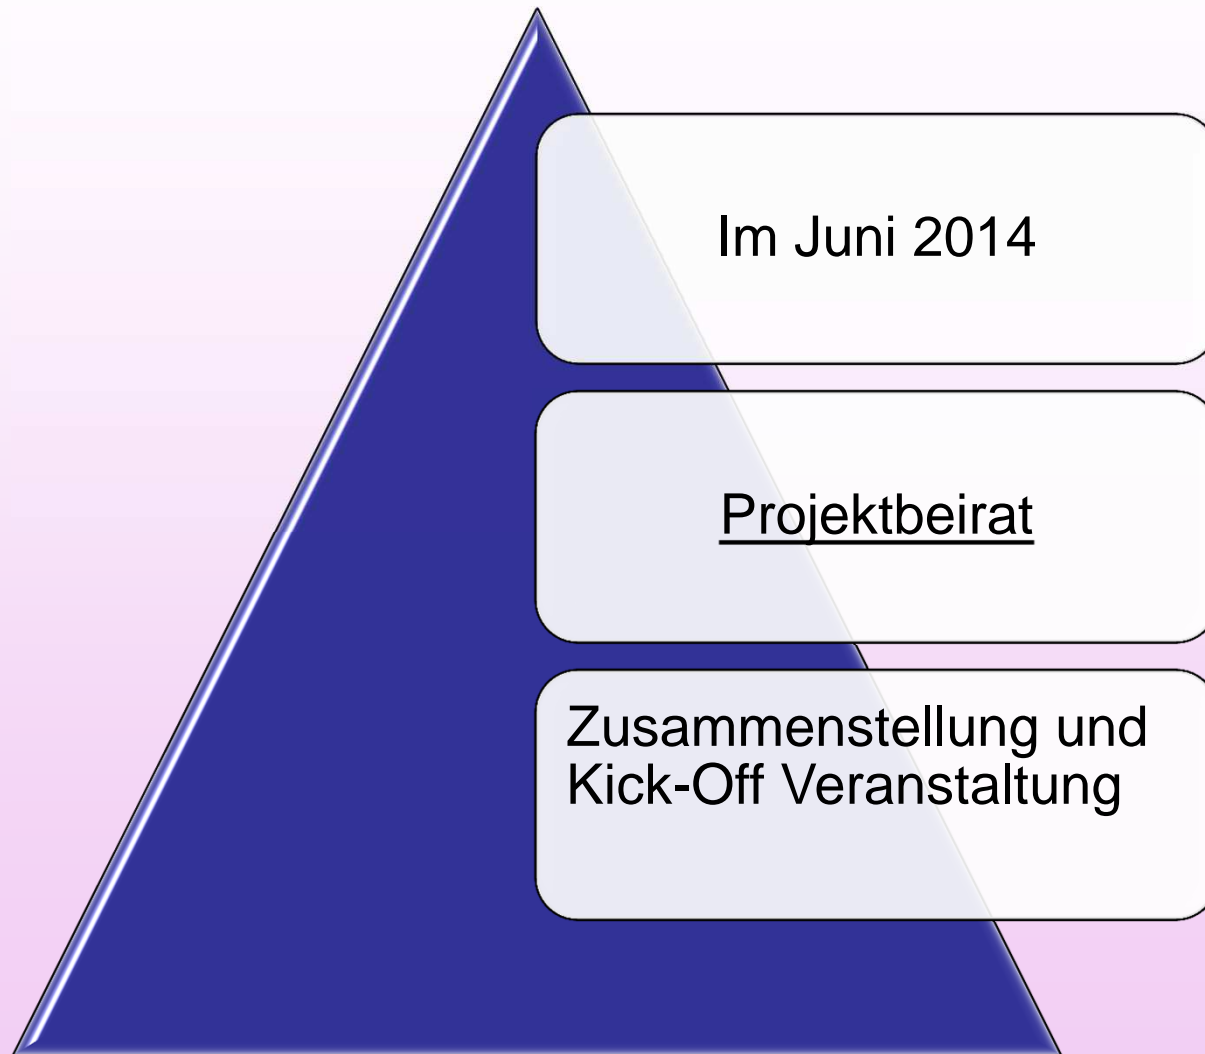 Im Juni 2014
Projektbeirat
Zusammenstellung und
Kick-Off Veranstaltung